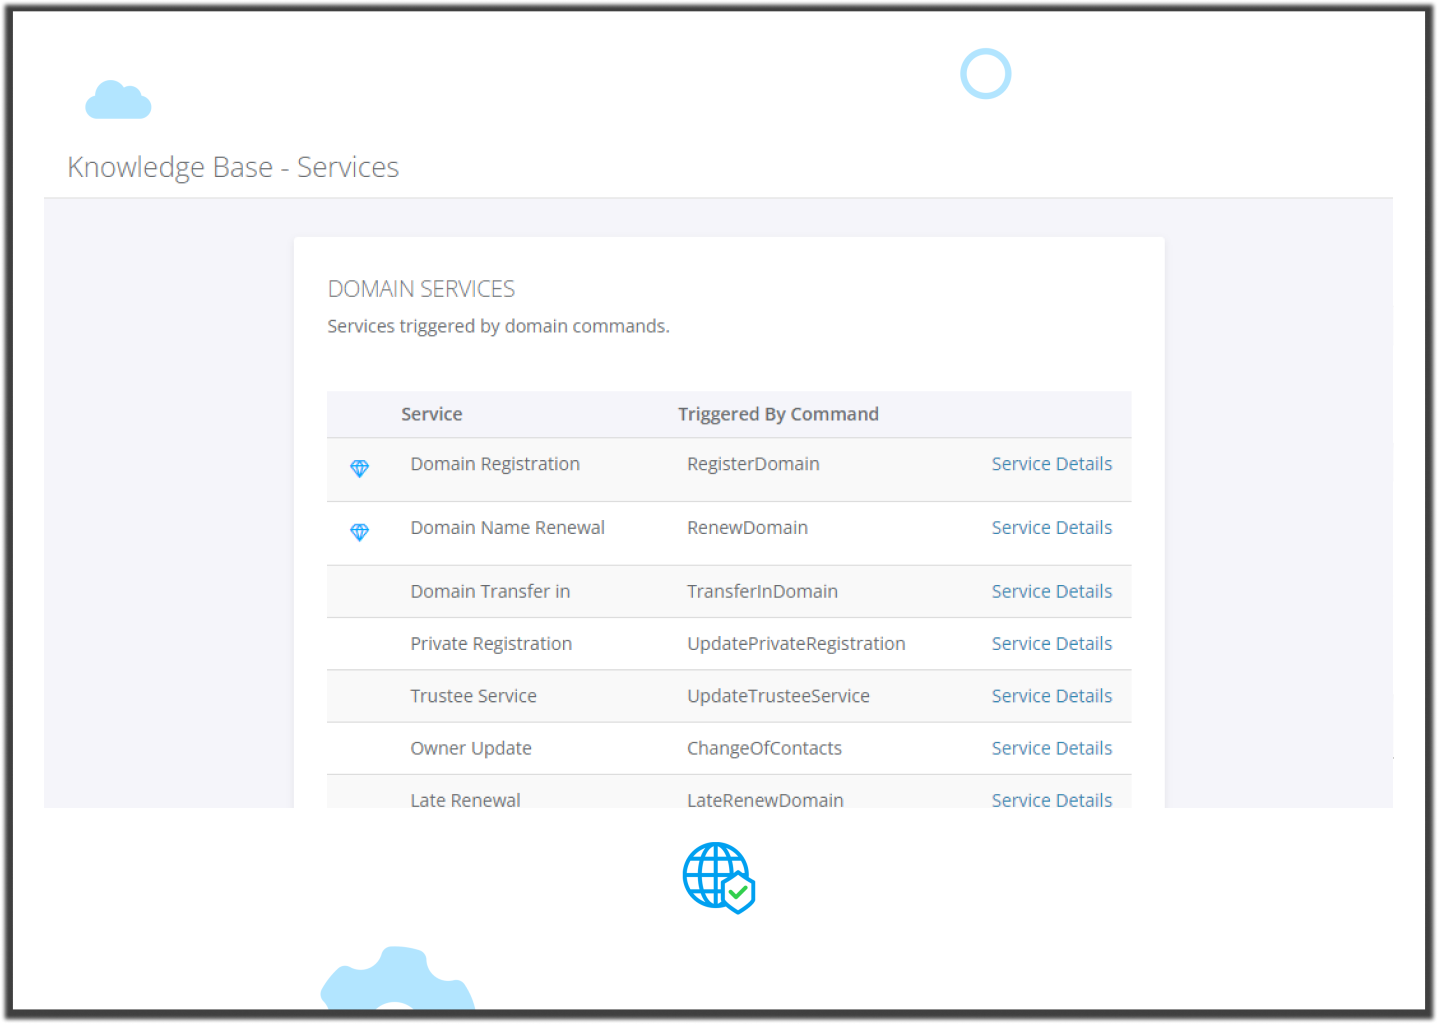 Knowledge Base - Services
DOMAIN SERVICES
Services triggered by domain commands.
Service Triggered By Command
Domain Registration RegisterDomain Service Details
Domain Name Renewal RenewDomain Service Details
Domain Transfer in TransferInDomain Service Details
Private Registration UpdatePrivateRegistration Service Details
Trustee Service UpdateTrusteeService Service Details
Owner Update ChangeOfContacts Service Details
Late Renewal LateRenewDomain Service Details